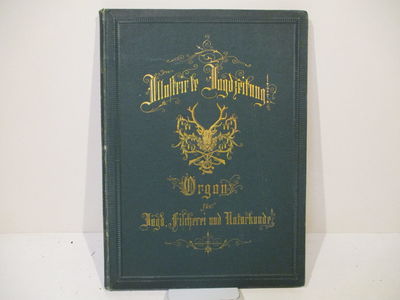 Illustrirte Jagdzeitung!
Organ
für
Jagd, Fischerei und Naturkunde!